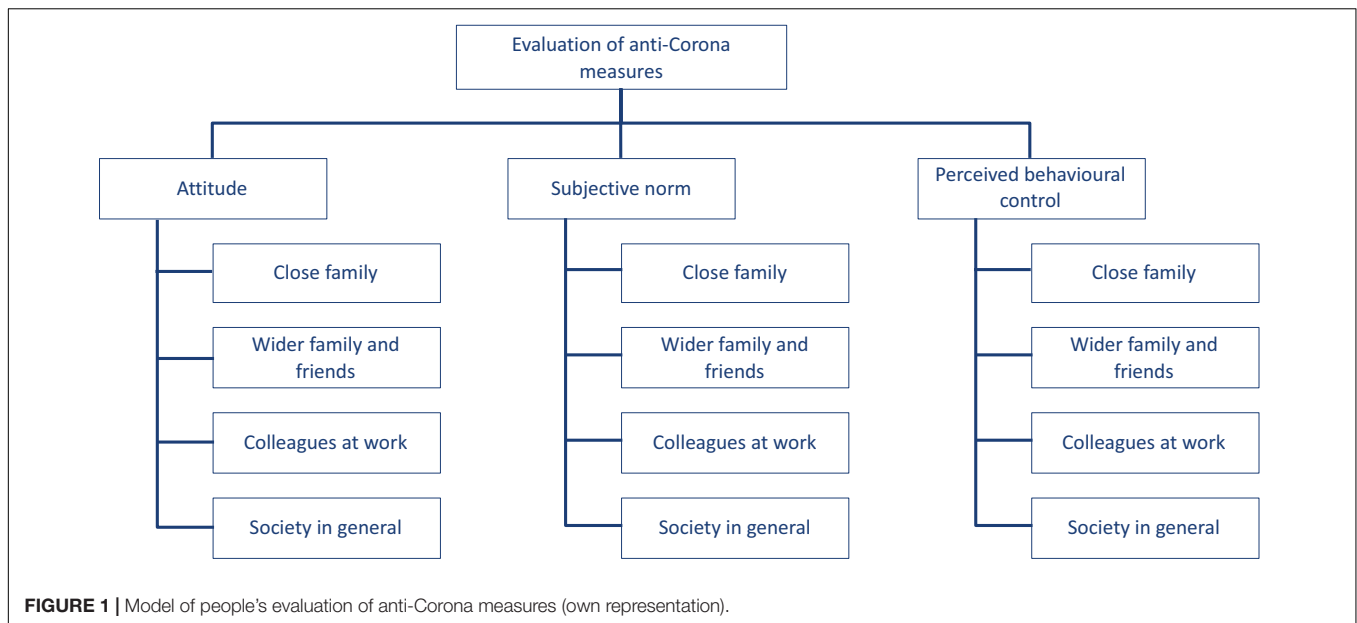 Evaluation of anti-Corona
measures
Attitude
Subjective norm
Perceived behavioural
control
Close family
Close family
Close family
Wider family and
friends
Wider family and
friends
Wider family and
friends
Colleagues at work
Colleagues at work
Colleagues at work
Society in general
Society in general
Society in general
FIGURE 1 | Model of people’s evaluation of anti-Corona measures (own representation).